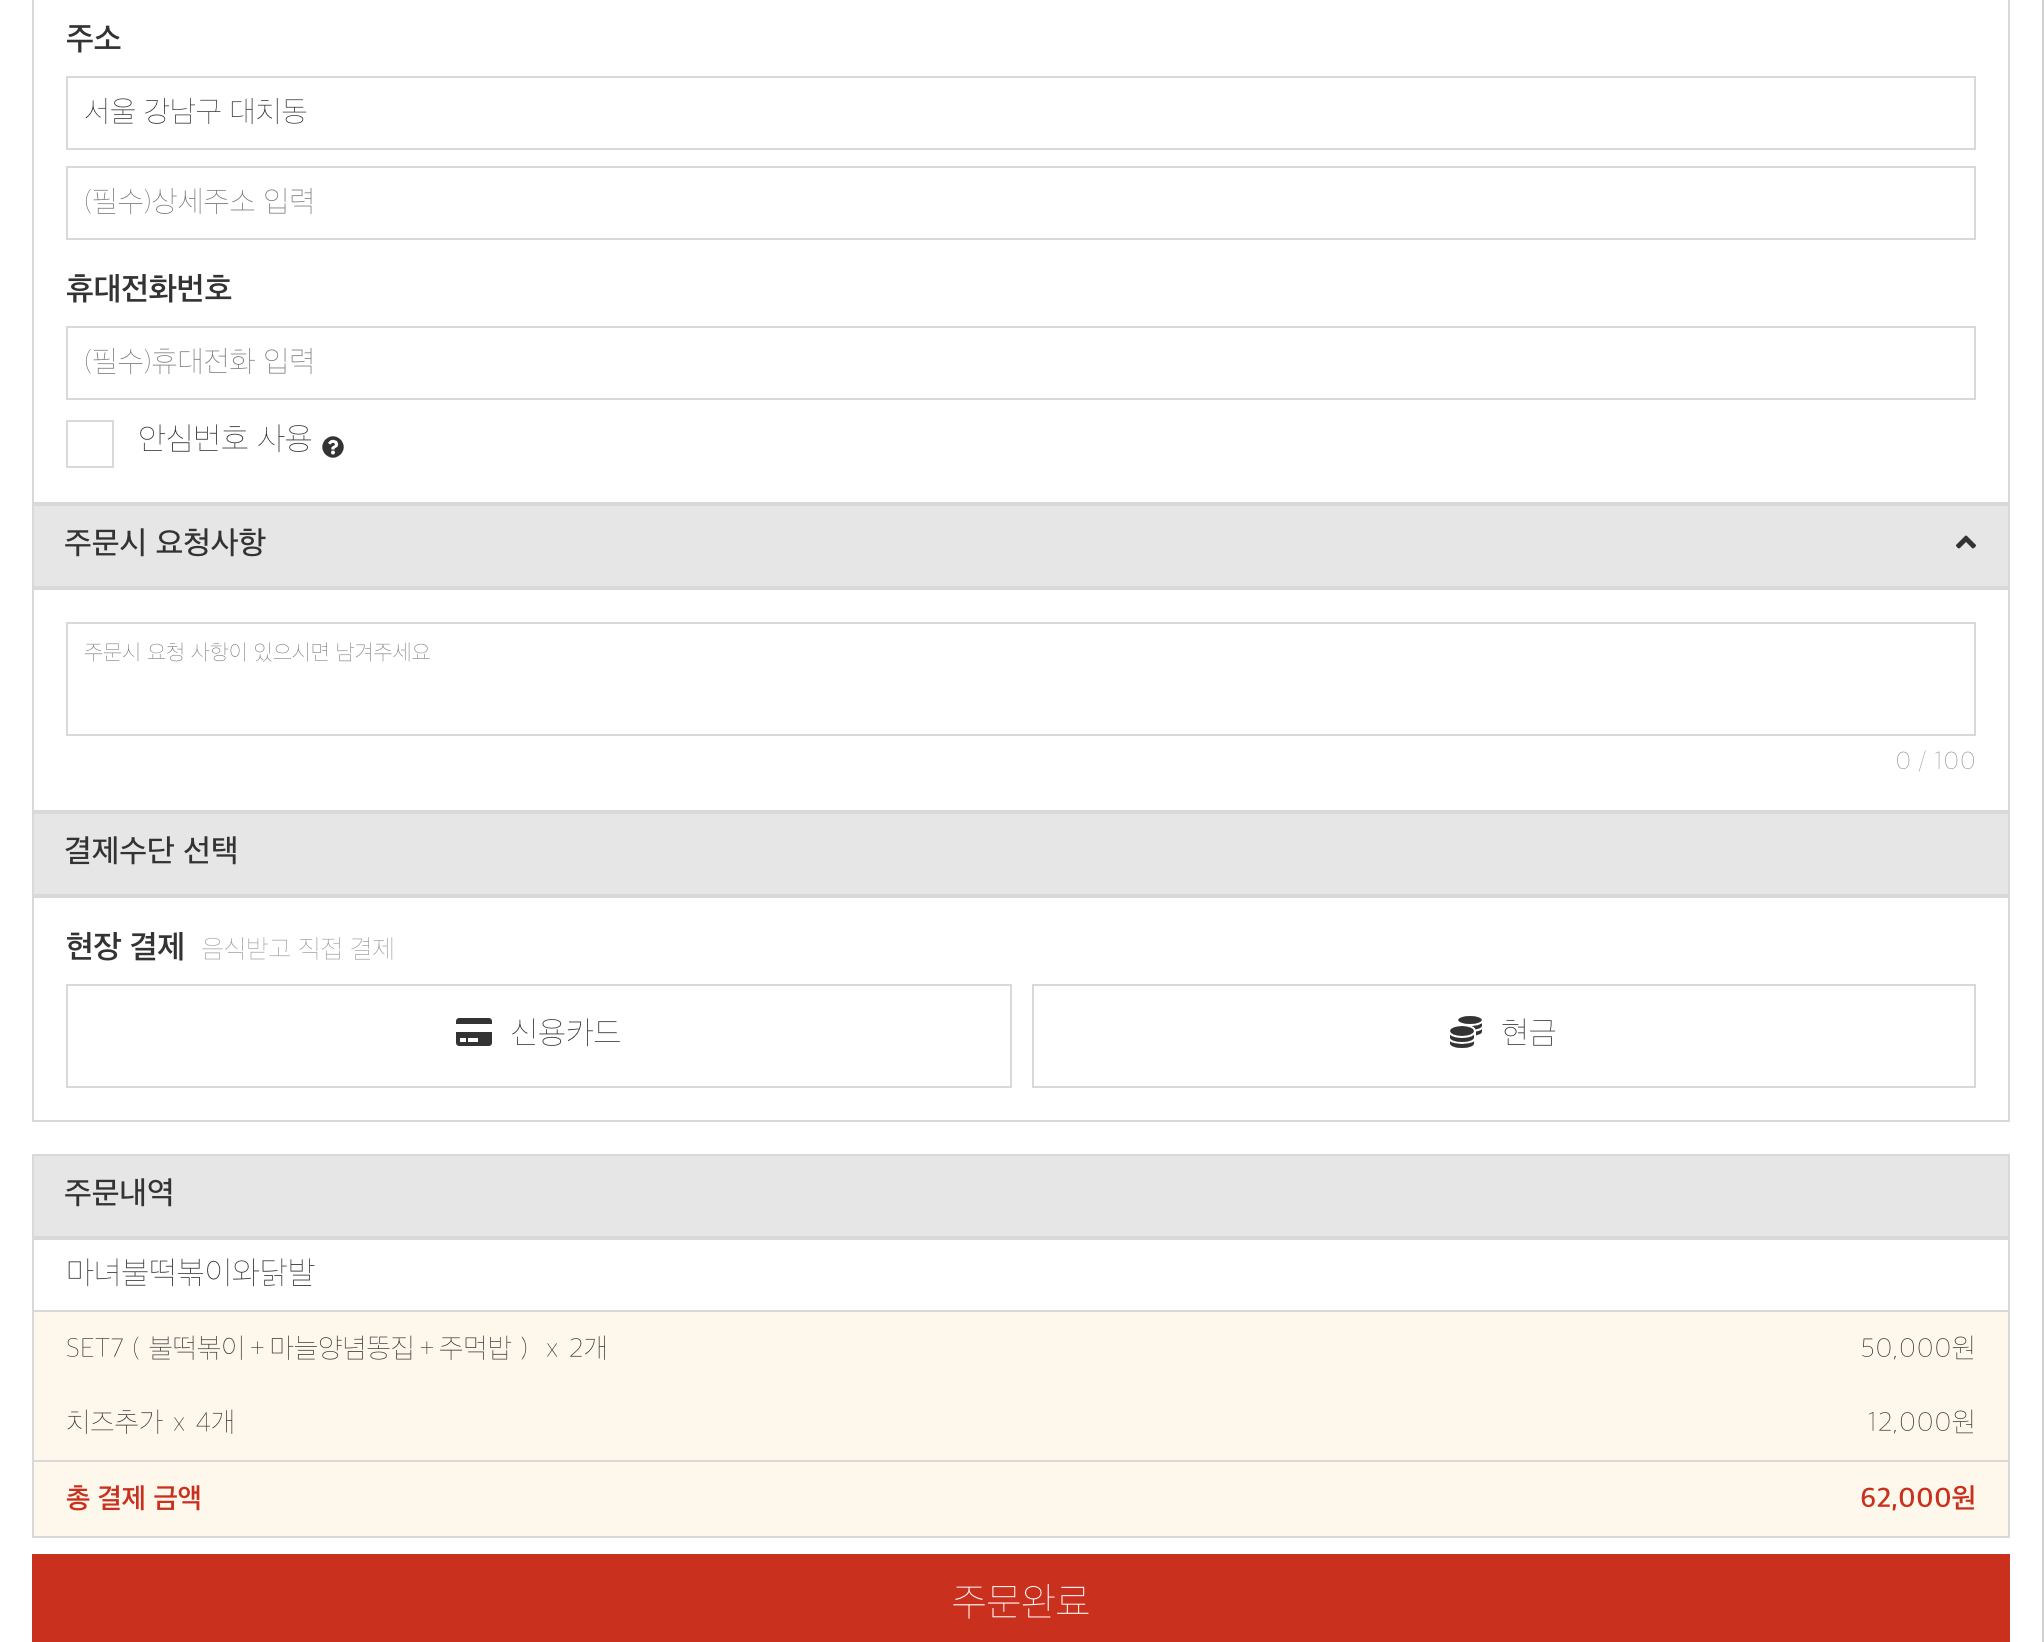 주소
서울 강남구 대치동
(필수)상세주소 입력
휴대전화번호
(필수)휴대전화 입력
안심번호 사용 ?
주문시 요청사항
주문시 요청 사항이 있으시면 남겨주세요
0 / 100
결제수단 선택
현장 결제 음식받고 직접 결제
신용카드 현금
주문내역
마녀불떡볶이와닭발
SET7 ( 불떡볶이+마늘양념똥집+주먹밥 ) x 2개 50,000원
치즈추가 x 4개 12,000원
총 결제 금액 62,000원
주문완료